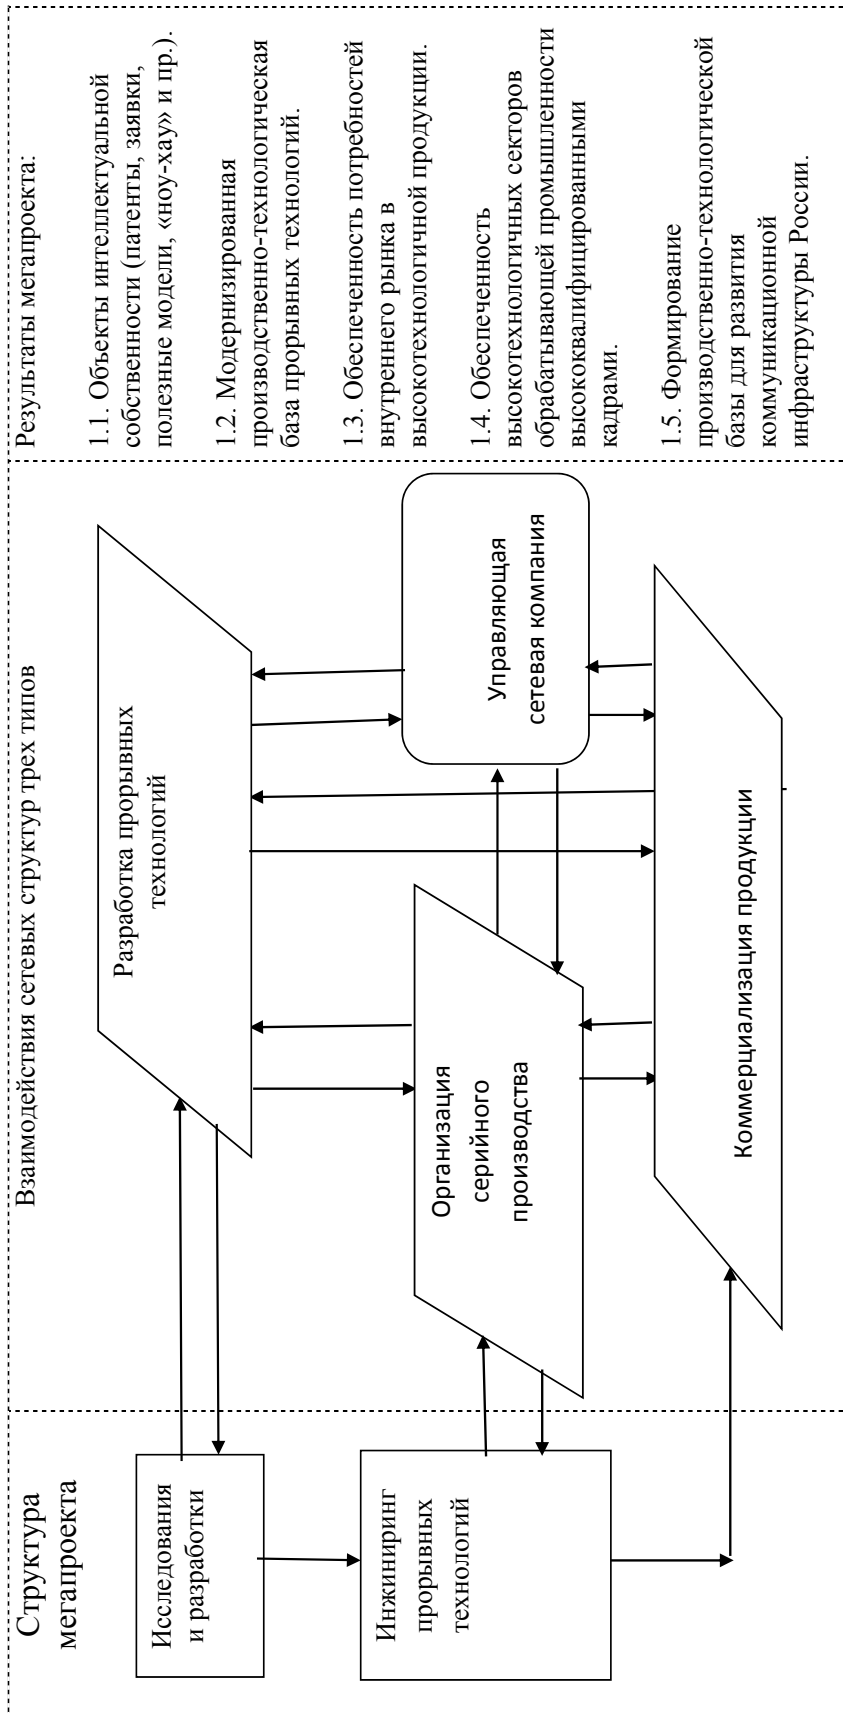 Структура
мегапроекта
Исследования
и разработки
Инжиниринг
прорывных
технологий
Взаимодействия сетевых структур трех типов
Разработка прорывных
технологий
Организация
серийного
производства
Управляющая
сетевая компания
Коммерциализация продукции
Результаты мегапроекта:
1.1. Объекты интеллектуальной
собственности (патенты, заявки,
полезные модели, «ноу-хау» и пр.).
1.2. Модернизированная
производственно-технологическая
база прорывных технологий.
1.3. Обеспеченность потребностей
внутреннего рынка в
высокотехнологичной продукции.
1.4. Обеспеченность
высокотехнологичных секторов
обрабатывающей промышленности
высококвалифицированными
кадрами.
1.5. Формирование
производственно-технологической
базы для развития
коммуникационной
инфраструктуры России.